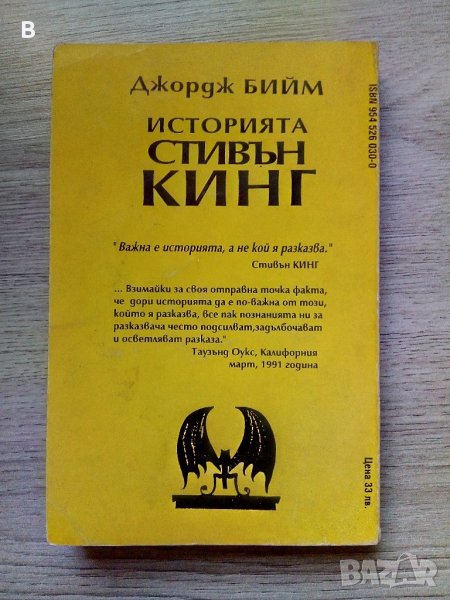 B
Джордж БИЙМ
ИСТОРИЯТА
СТИВЪН
КИНГ
"Важна е историята, а не кой я разказва."
Стивън КИНГ
... Взимайки за своя отправна точка факта,
че дори историята да е по-важна от този,
който я разказва, все пак познанията ни за
разказвача често подсилват,задълбочават
и осветляват разказа."
Таузънд Оукс, Калифорния
март, 1991 година
ISBN 954 526 030-0
Цена 33 лв.
BAZAR